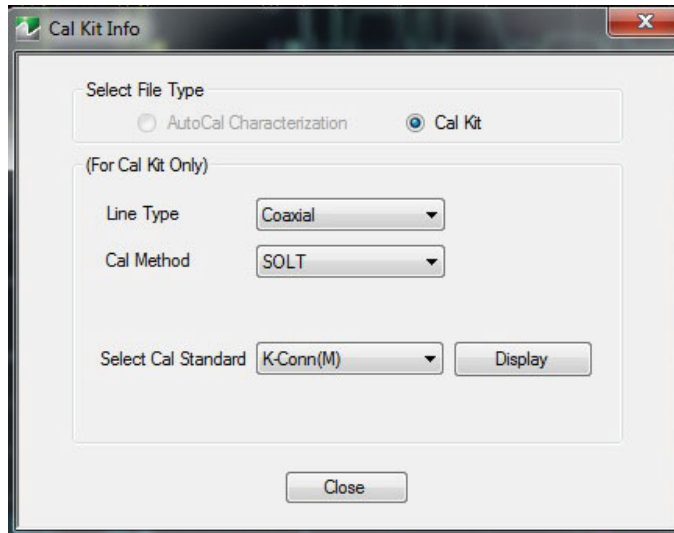 Cal Kit Info
Select File Type
AutoCal Characterization Cal Kit
(For Cal Kit Only)
Line Type Coaxial
Cal Method SOLT
Select Cal Standard K-Conn(M) Display
Close